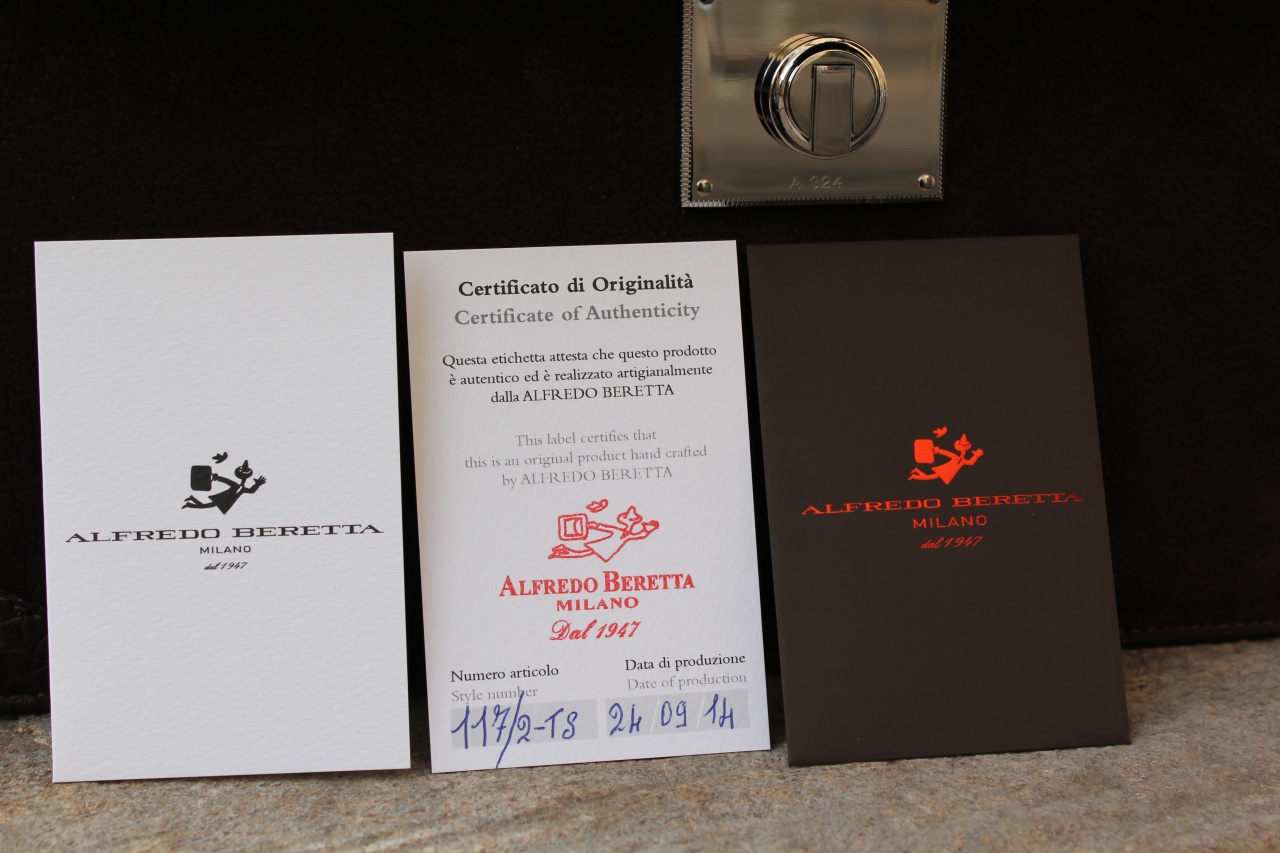 A 324
ALFREDO BERETTA
MILANO
dal 1947
Certificato di Originalità
Certificate of Authenticity
Questa etichetta attesta che questo prodotto
è autentico ed è realizzato artigianalmente
dalla ALFREDO BERETTA
This label certifies that
this is an original product hand crafted
by ALFREDO BERETTA
ALFREDO BERETTA
MILANO
Dal 1947
Numero articolo
Style number
117/2-TS
Data di produzione
Date of production
24 09 14
ALFREDO BERETTA
MILANO
dal 1947